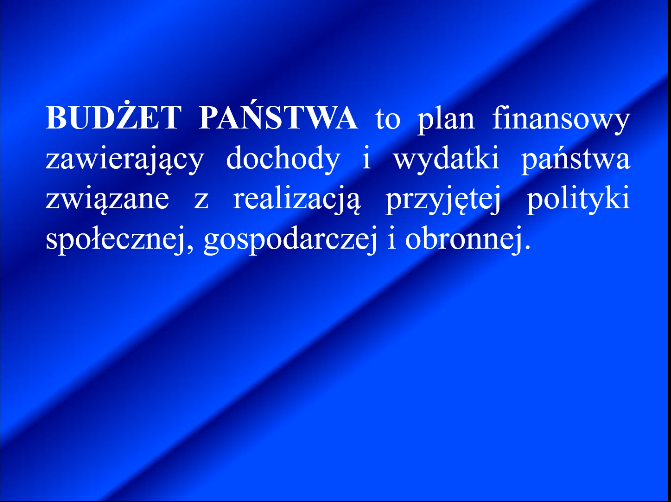 BUDŻET PAŃSTWA to plan finansowy
zawierający dochody i wydatki państwa
związane z realizacją przyjętej polityki
społecznej, gospodarczej i obronnej.